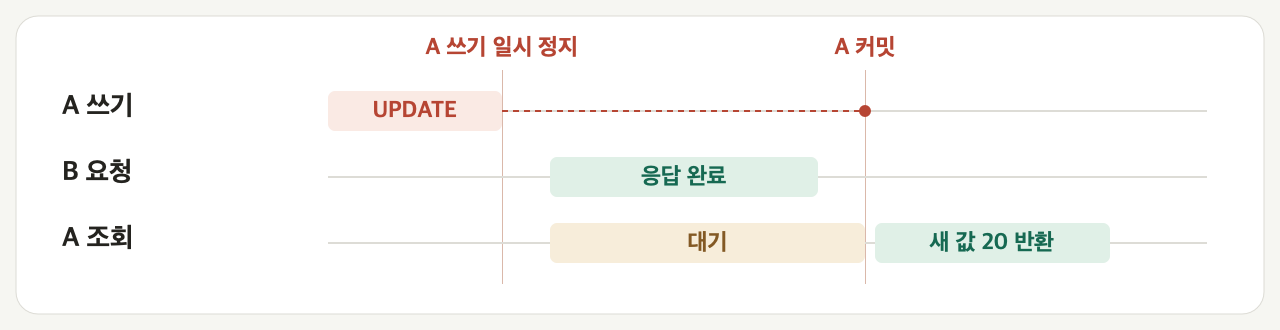 A 쓰기 일시 정지
A 커밋
A 쓰기
UPDATE
B 요청
응답 완료
A 조회
대기
새 값 20 반환